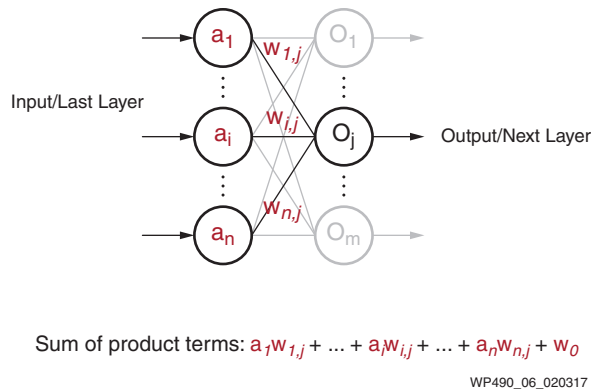 a1 O1
w1,j
Input/Last Layer
wi,j
ai Oj Output/Next Layer
wn,j
an Om
Sum of product terms: a1w1,j + ... + aiwi,j + ... + anwn,j + w0
WP490_06_020317